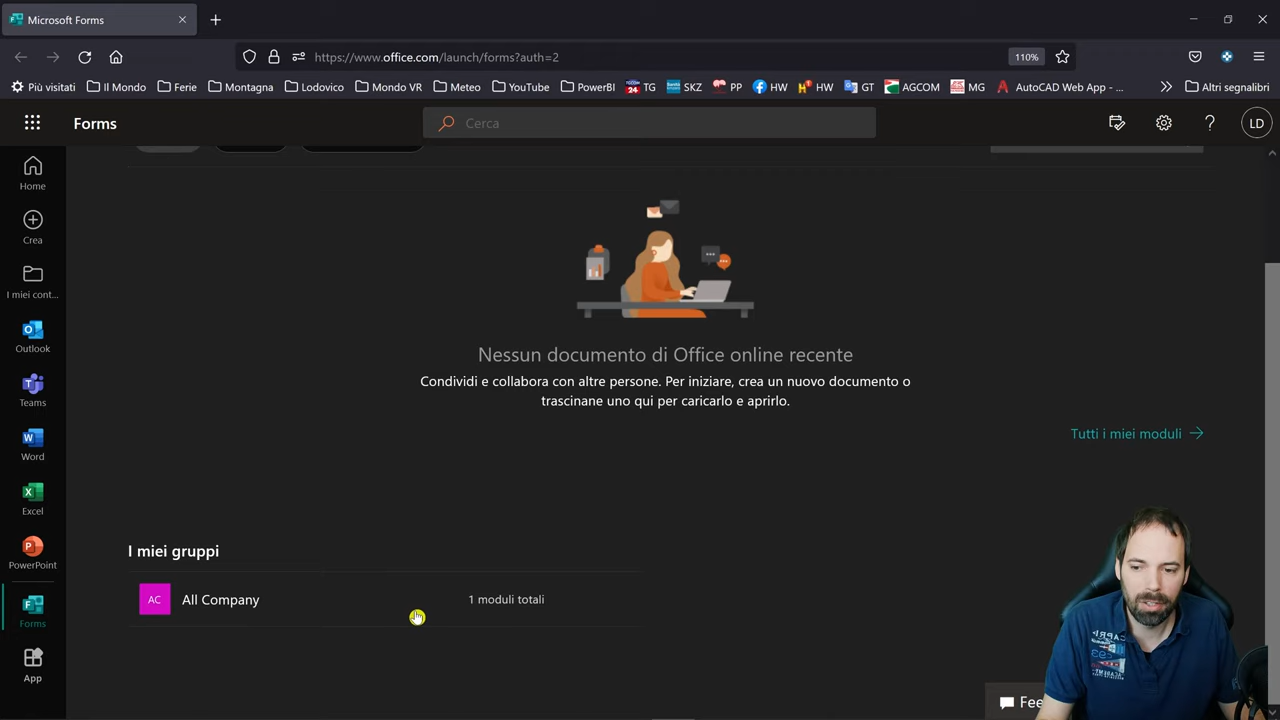 Microsoft Forms
https://www.office.com/launch/forms?auth=2
110%
Più visitati
Il Mondo
Ferie
Montagna
Lodovico
Mondo VR
Meteo
YouTube
PowerBI
TG
SKZ
PP
HW
HW
GT
AGCOM
MG
AutoCAD Web App - ...
Altri segnalibri
Forms
Cerca
LD
Home
Crea
I miei cont...
Outlook
Teams
Word
Excel
PowerPoint
Forms
App
Nessun documento di Office online recente
Condividi e collabora con altre persone. Per iniziare, crea un nuovo documento o
trascinane uno qui per caricarlo e aprirlo.
Tutti i miei moduli
I miei gruppi
AC
All Company
1 moduli totali